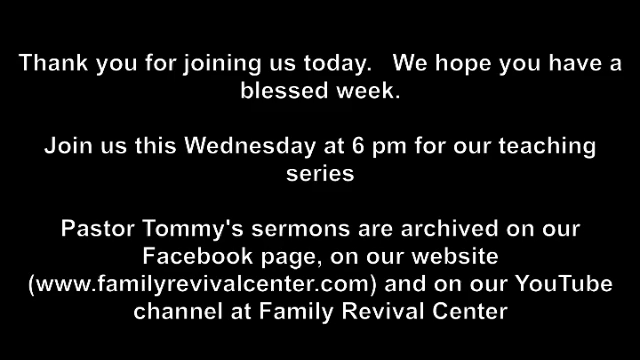 Thank you for joining us today.   We hope you have a
blessed week.
Join us this Wednesday at 6 pm for our teaching
series
Pastor Tommy's sermons are archived on our
Facebook page, on our website
(www.familyrevivalcenter.com) and on our YouTube
channel at Family Revival Center